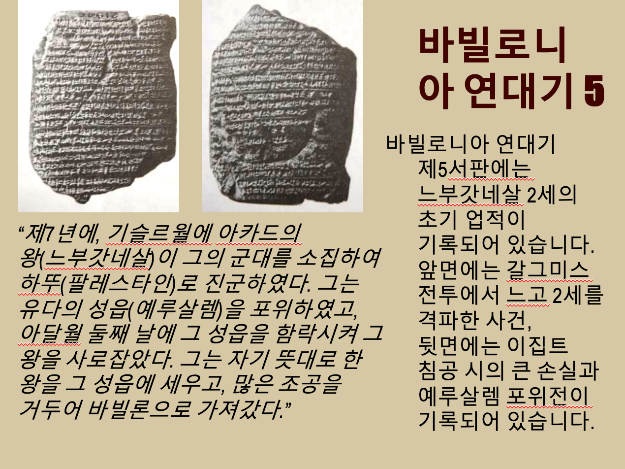 바빌로니
아 연대기 5
바빌로니아 연대기
제5서판에는
느부갓네살 2세의
초기 업적이
기록되어 있습니다.
앞면에는 갈그미스
전투에서 느고 2세를
격파한 사건,
뒷면에는 이집트
침공 시의 큰 손실과
예루살렘 포위전이
기록되어 있습니다.
“제7년에, 기슬르월에 아카드의
왕(느부갓네살)이 그의 군대를 소집하여
하뚜(팔레스타인)로 진군하였다. 그는
유다의 성읍(예루살렘)을 포위하였고,
아달월 둘째 날에 그 성읍을 함락시켜 그
왕을 사로잡았다. 그는 자기 뜻대로 한
왕을 그 성읍에 세우고, 많은 조공을
거두어 바빌론으로 가져갔다.”